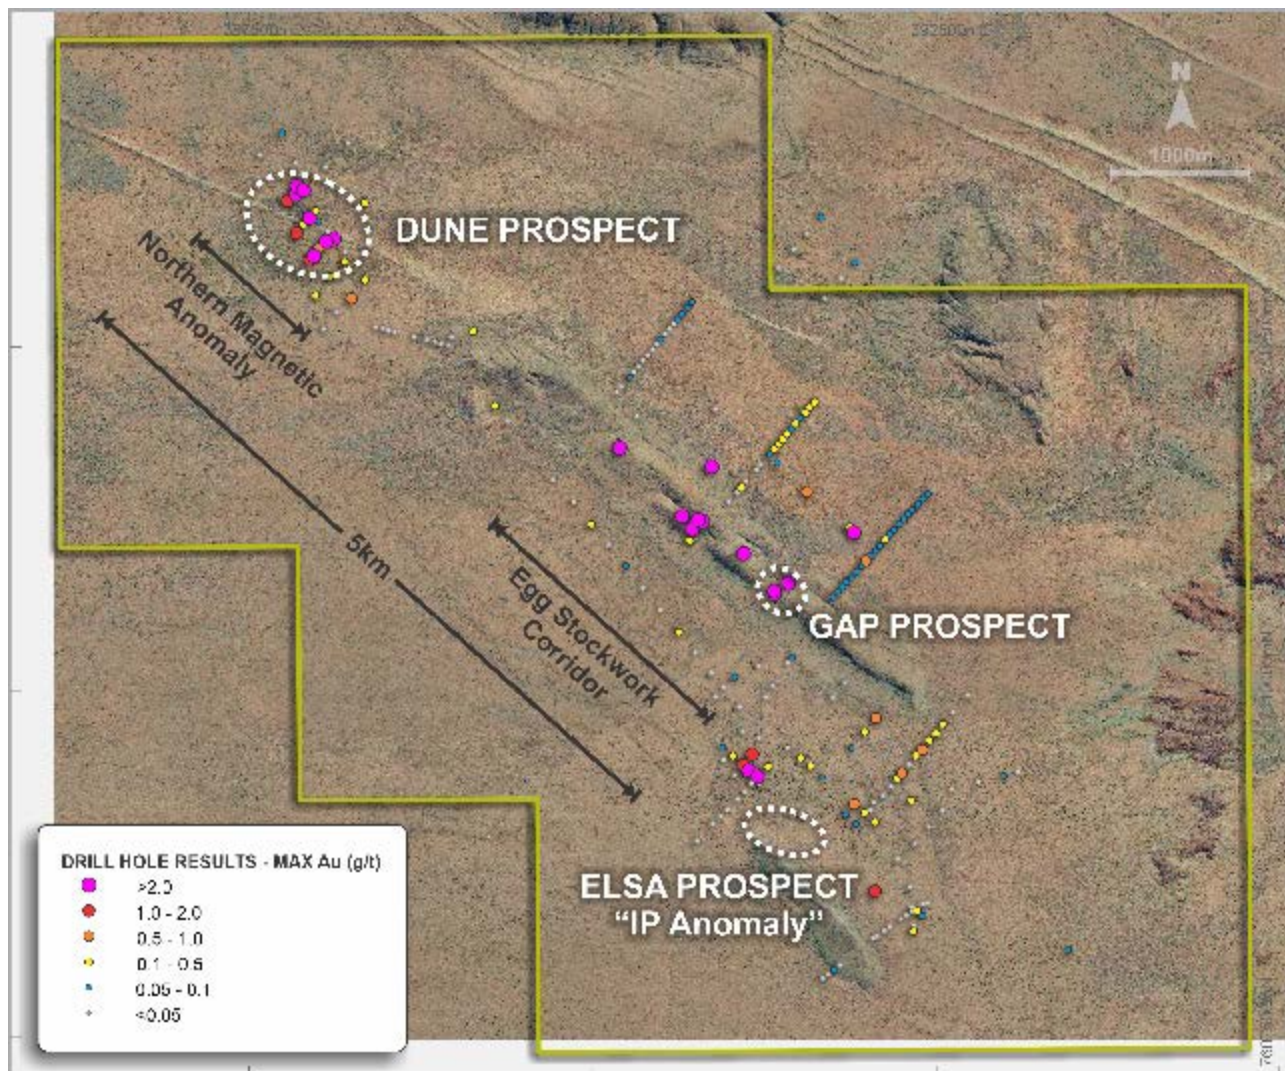 N
1000m
DUNE PROSPECT
Northern Magnetic
Anomaly
5km
Egg Stockwork
Corridor
GAP PROSPECT
ELSA PROSPECT
“IP Anomaly”
DRILL HOLE RESULTS - MAX Au (g/t)
>2.0
1.0 - 2.0
0.5 - 1.0
0.1 - 0.5
0.05 - 0.1
<0.05